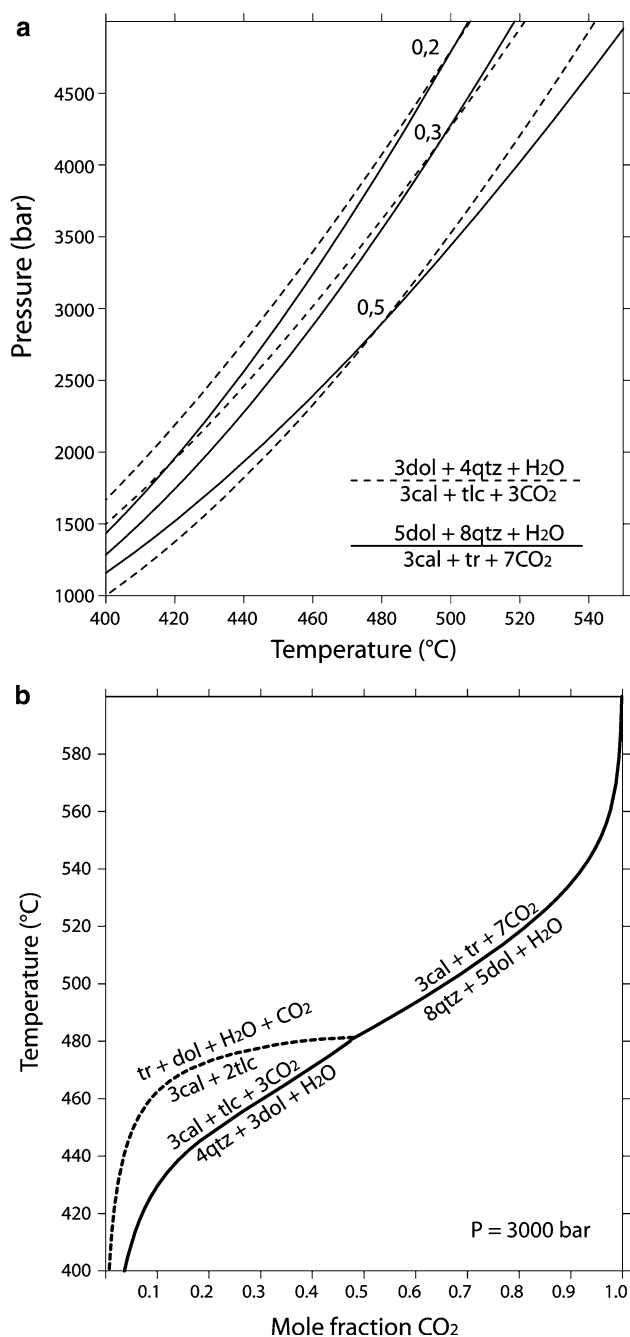 a
0,2
4500
4000
0,3
3500
3000
0,5
2500
2000
1500
1000
Pressure (bar)
3dol + 4qtz + H2O
3cal + tlc + 3CO2
5dol + 8qtz + H2O
3cal + tr + 7CO2
400 420 440 460 480 500 520 540
Temperature (°C)
b
580
560
540
520
500
480
460
440
420
400
Temperature (°C)
3cal + tr + 7CO2
8qtz + 5dol + H2O
tr + dol + H2O + CO2
3cal + 2tlc
3cal + tlc + 3CO2
4qtz + 3dol + H2O
P = 3000 bar
0.1 0.2 0.3 0.4 0.5 0.6 0.7 0.8 0.9 1.0
Mole fraction CO2